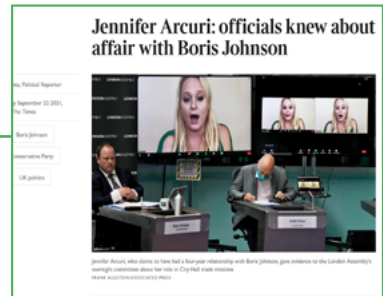 Jennifer Arcuri: officials knew about
affair with Boris Johnson
Political Reporter
September 22 2021,
The Times
Boris Johnson
Conservative Party
UK politics
Jennifer Arcuri, who claims to have had a four-year relationship with Boris Johnson, gave evidence to the London Assembly's
oversight committee about her role in City Hall trade missions
FRANK AUGSTEIN/ASSOCIATED PRESS